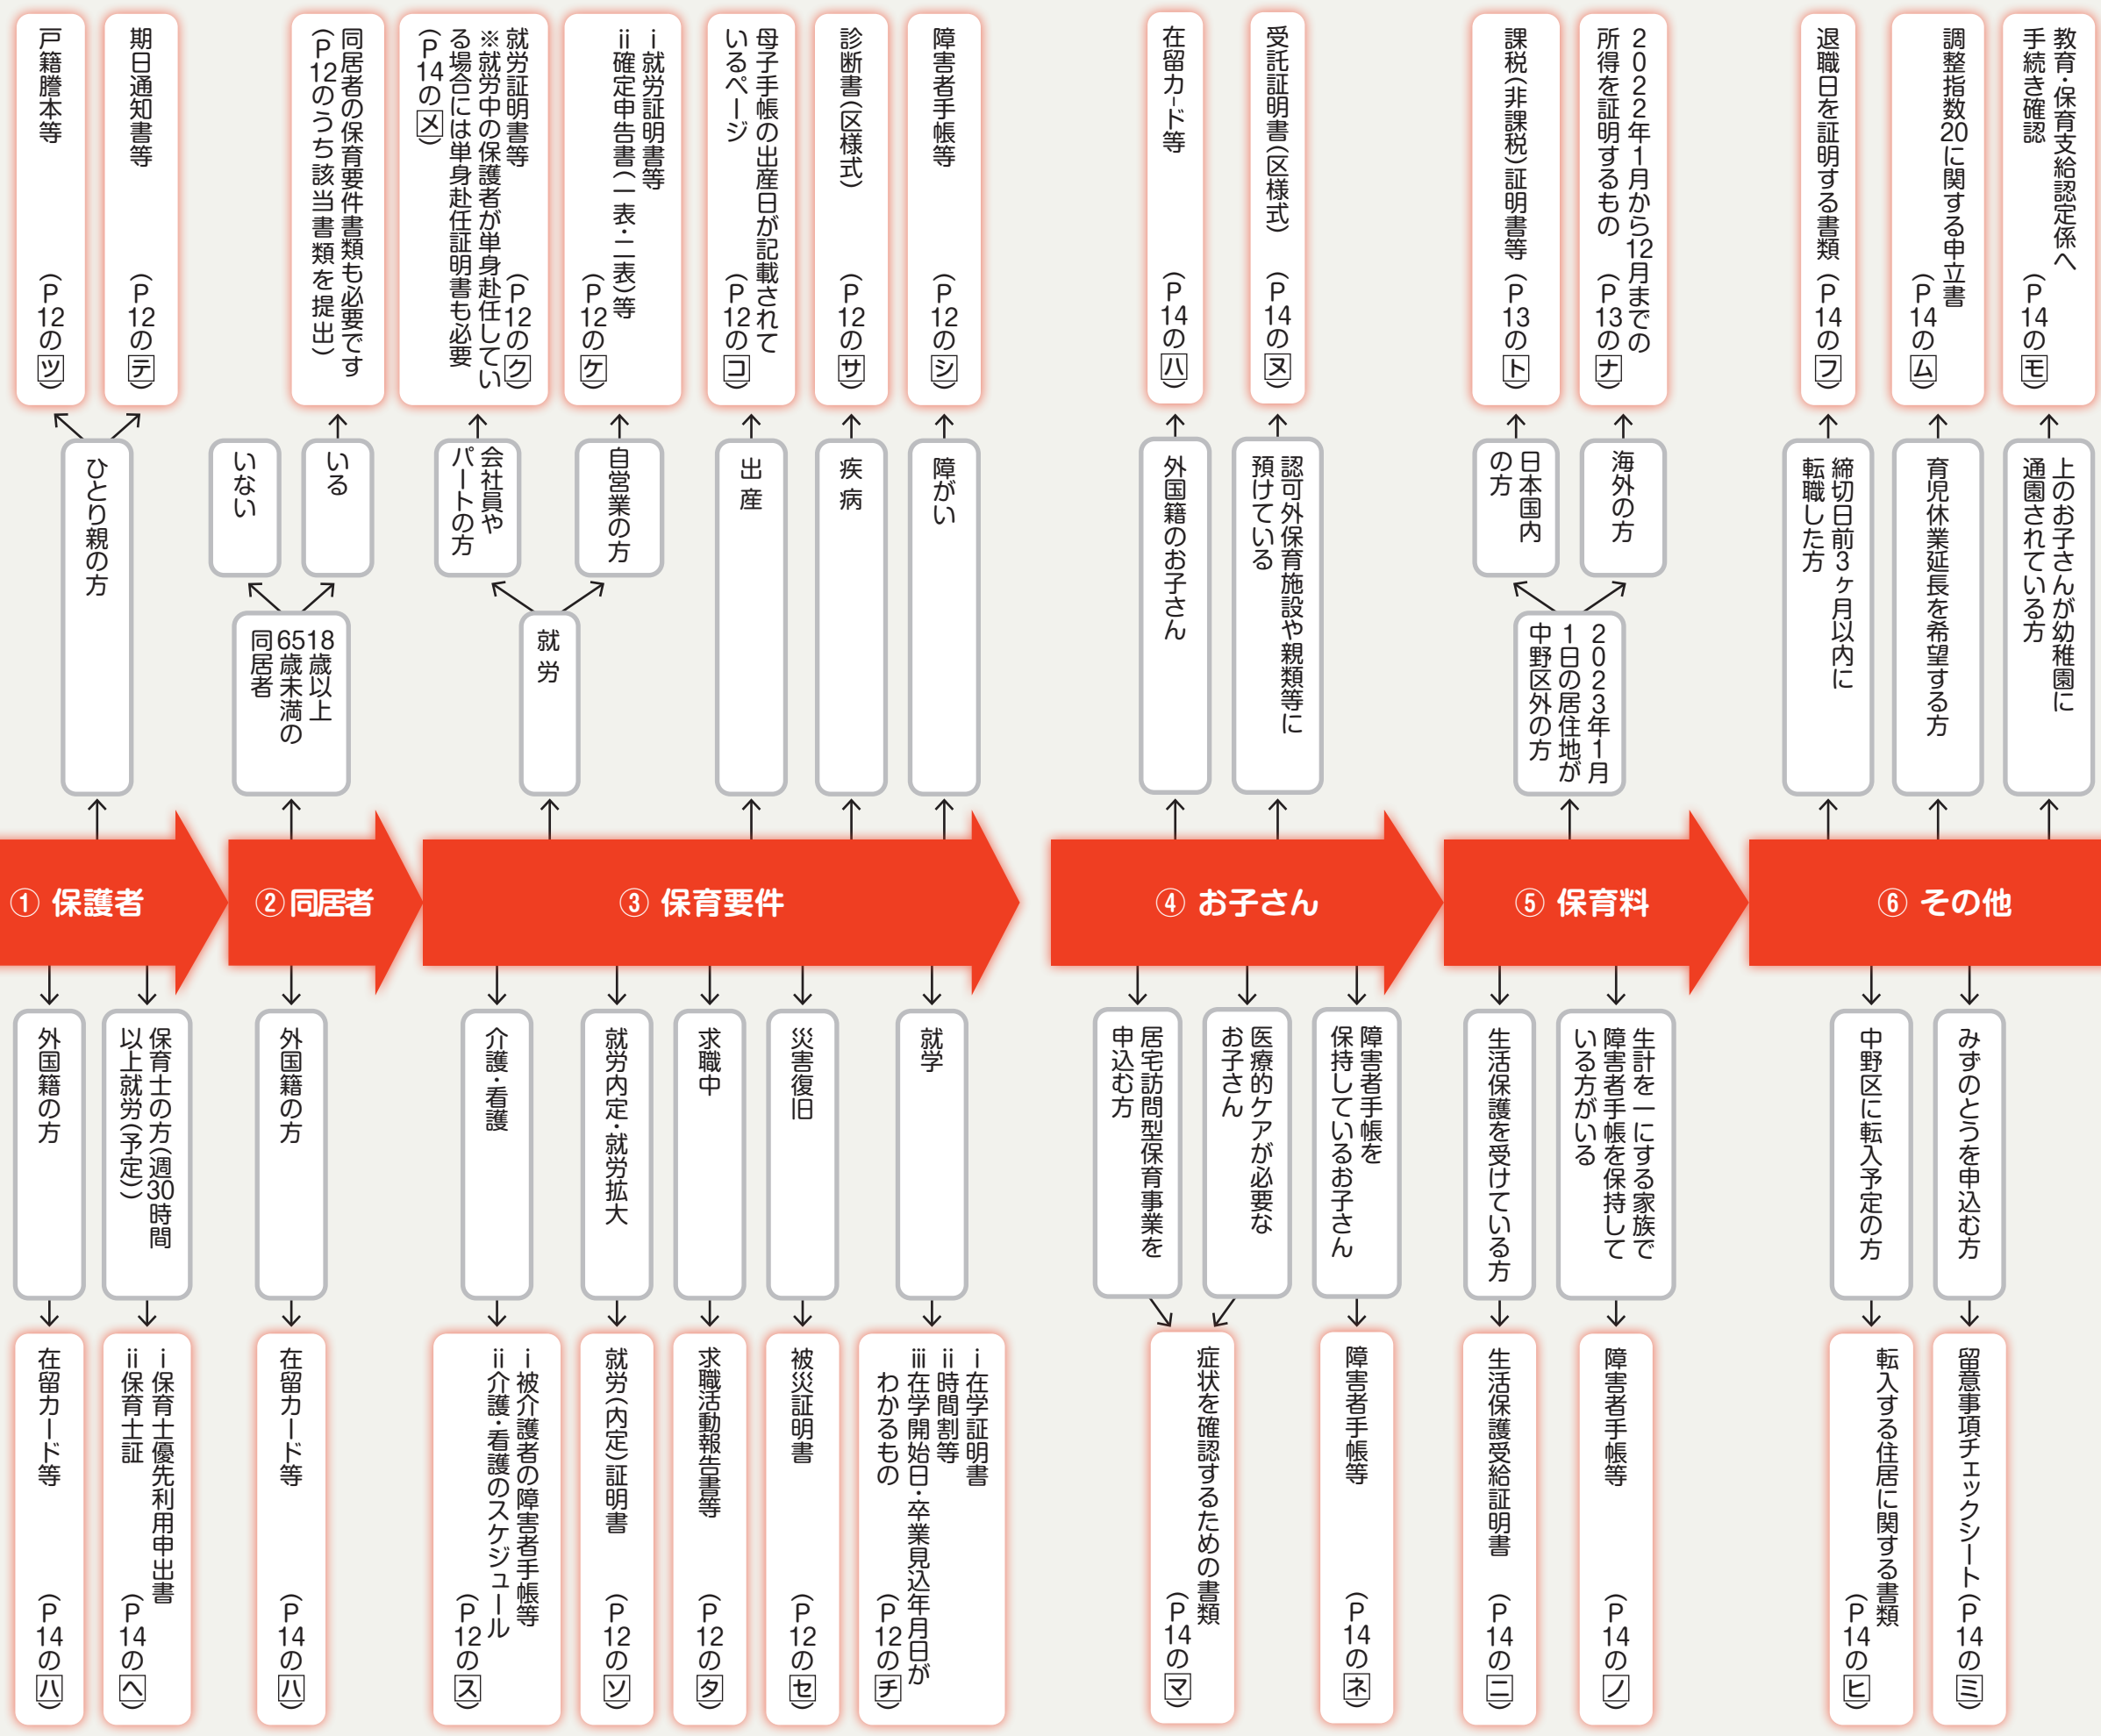 ① 保護者
ひとり親の方
戸籍謄本等
(P12のツ)
期日通知書等
(P12のテ)
外国籍の方
在留カード等
(P14のハ)
保育士の方(週30時間
以上就労(予定))
ⅰ保育士優先利用申出書
ⅱ保育士証
(P14のヘ)
② 同居者
18歳以上
65歳未満の
同居者
いない
いる
同居者の保育要件書類も必要です
(P12のうち該当書類を提出)
外国籍の方
在留カード等
(P14のハ)
③ 保育要件
就労
会社員や
パートの方
就労証明書等
(P12のク)
※就労中の保護者が単身赴任してい
る場合には単身赴任証明書も必要
(P14のメ)
自営業の方
ⅰ就労証明書等
ⅱ確定申告書(一表・二表)等
(P12のケ)
出産
母子手帳の出産日が記載されて
いるページ
(P12のコ)
疾病
診断書(区様式)
(P12のサ)
障がい
障害者手帳等
(P12のシ)
介護・看護
ⅰ被介護者の障害者手帳等
ⅱ介護・看護のスケジュール
(P12のス)
就労内定・就労拡大
就労(内定)証明書
(P12のソ)
求職中
求職活動報告書等
(P12のタ)
災害復旧
被災証明書
(P12のセ)
就学
ⅰ在学証明書
ⅱ時間割等
ⅲ在学開始日・卒業見込年月日が
わかるもの
(P12のチ)
④ お子さん
外国籍のお子さん
在留カード等
(P14のハ)
認可外保育施設や親類等に
預けている
受託証明書(区様式)
(P14のヌ)
居宅訪問型保育事業を
申込む方
医療的ケアが必要な
お子さん
症状を確認するための書類
(P14のマ)
障害者手帳を
保持しているお子さん
障害者手帳等
(P14のネ)
⑤ 保育料
2023年1月
1日の居住地が
中野区外の方
日本国内
の方
課税(非課税)証明書等
(P13のト)
海外の方
2022年1月から12月までの
所得を証明するもの
(P13のナ)
生活保護を受けている方
生活保護受給証明書
(P14のニ)
生計を一にする家族で
障害者手帳を保持して
いる方がいる
障害者手帳等
(P14のノ)
⑥ その他
締切日前3ヶ月以内に
転職した方
退職日を証明する書類
(P14のフ)
育児休業延長を希望する方
調整指数20に関する申立書
(P14のム)
上のお子さんが幼稚園に
通園されている方
教育・保育支給認定係へ
手続き確認
(P14のモ)
中野区に転入予定の方
転入する住居に関する書類
(P14のヒ)
みずのとうを申込む方
留意事項チェックシート
(P14のミ)